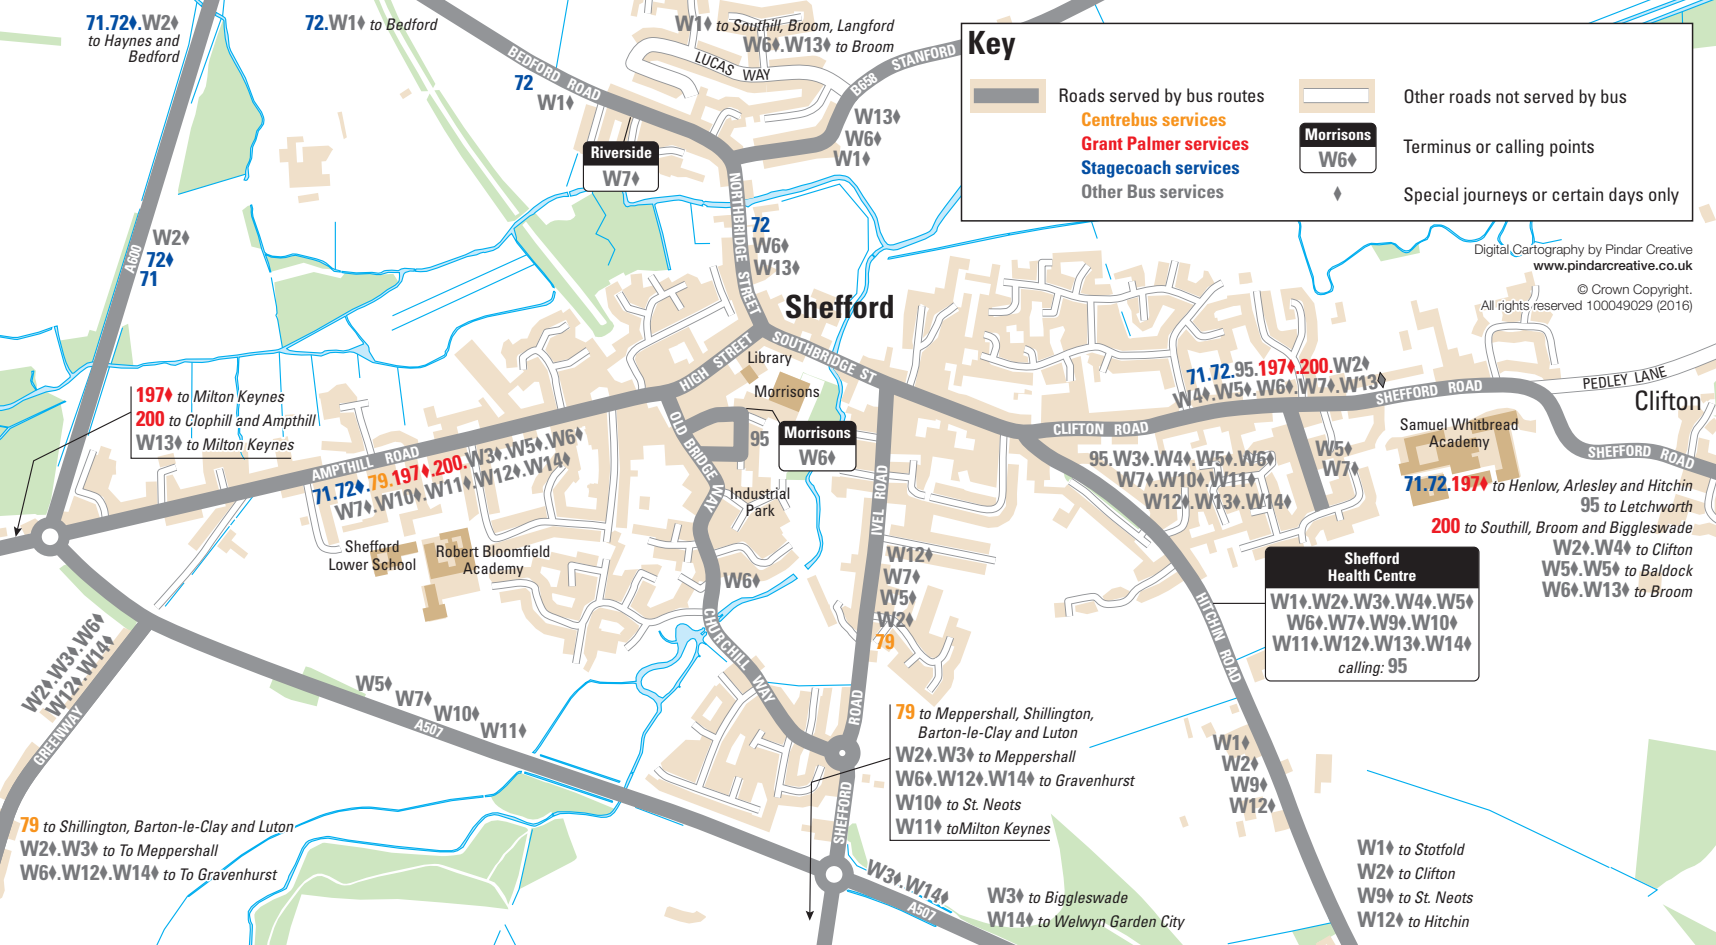 71.72♦.W2♦
to Haynes and
Bedford
72.W1♦ to Bedford
W1♦ to Southill, Broom, Langford
W6♦.W13♦ to Broom
LUCAS WAY
BEDFORD ROAD
B658 STANFORD
72
W1♦
W13♦
W6♦
W1♦
Riverside
W7♦
Key
Roads served by bus routes
Centrebus services
Grant Palmer services
Stagecoach services
Other Bus services
Other roads not served by bus
Morrisons
W6♦
Terminus or calling points
♦
Special journeys or certain days only
Digital Cartography by Pindar Creative
www.pindarcreative.co.uk
© Crown Copyright.
All rights reserved 100049029 (2016)
A600
W2♦
72♦
71
NORTHBRIDGE STREET
72
W6♦
W13♦
Shefford
HIGH STREET
SOUTHBRIDGE ST
Library
Morrisons
197♦ to Milton Keynes
200 to Clophill and Ampthill
W13♦ to Milton Keynes
AMPTHILL ROAD
71.72♦.79.197♦.200.W3♦.W5♦.W6♦
W7♦.W10♦.W11♦.W12♦.W14♦
OLD BRIDGE WAY
95
Morrisons
W6♦
Industrial
Park
Shefford
Lower School
Robert Bloomfield
Academy
71.72.95.197♦.200.W2♦
W4♦.W5♦.W6♦.W7♦.W13♦
SHEFFORD ROAD
PEDLEY LANE
Clifton
CLIFTON ROAD
95.W3♦.W4♦.W5♦.W6♦
W7♦.W10♦.W11♦
W12♦.W13♦.W14♦
W5♦
W7♦
Samuel Whitbread
Academy
SHEFFORD ROAD
71.72.197♦ to Henlow, Arlesley and Hitchin
95 to Letchworth
200 to Southill, Broom and Biggleswade
W2♦.W4♦ to Clifton
W5♦.W5♦ to Baldock
W6♦.W13♦ to Broom
Shefford
Health Centre
W1♦.W2♦.W3♦.W4♦.W5♦
W6♦.W7♦.W9♦.W10♦
W11♦.W12♦.W13♦.W14♦
calling: 95
HITCHIN ROAD
IVEL ROAD
W12♦
W7♦
W5♦
W2♦
79
W6♦
CHURCHILL WAY
W2♦.W3♦.W6♦
W12♦.W14♦
GREENWAY
W5♦
W7♦
W10♦
W11♦
A507
SHEFFORD ROAD
79 to Meppershall, Shillington,
Barton-le-Clay and Luton
W2♦.W3♦ to Meppershall
W6♦.W12♦.W14♦ to Gravenhurst
W10♦ to St. Neots
W11♦ toMilton Keynes
W1♦
W2♦
W9♦
W12♦
79 to Shillington, Barton-le-Clay and Luton
W2♦.W3♦ to To Meppershall
W6♦.W12♦.W14♦ to To Gravenhurst
W3♦.W14♦
A507
W3♦ to Biggleswade
W14♦ to Welwyn Garden City
W1♦ to Stotfold
W2♦ to Clifton
W9♦ to St. Neots
W12♦ to Hitchin